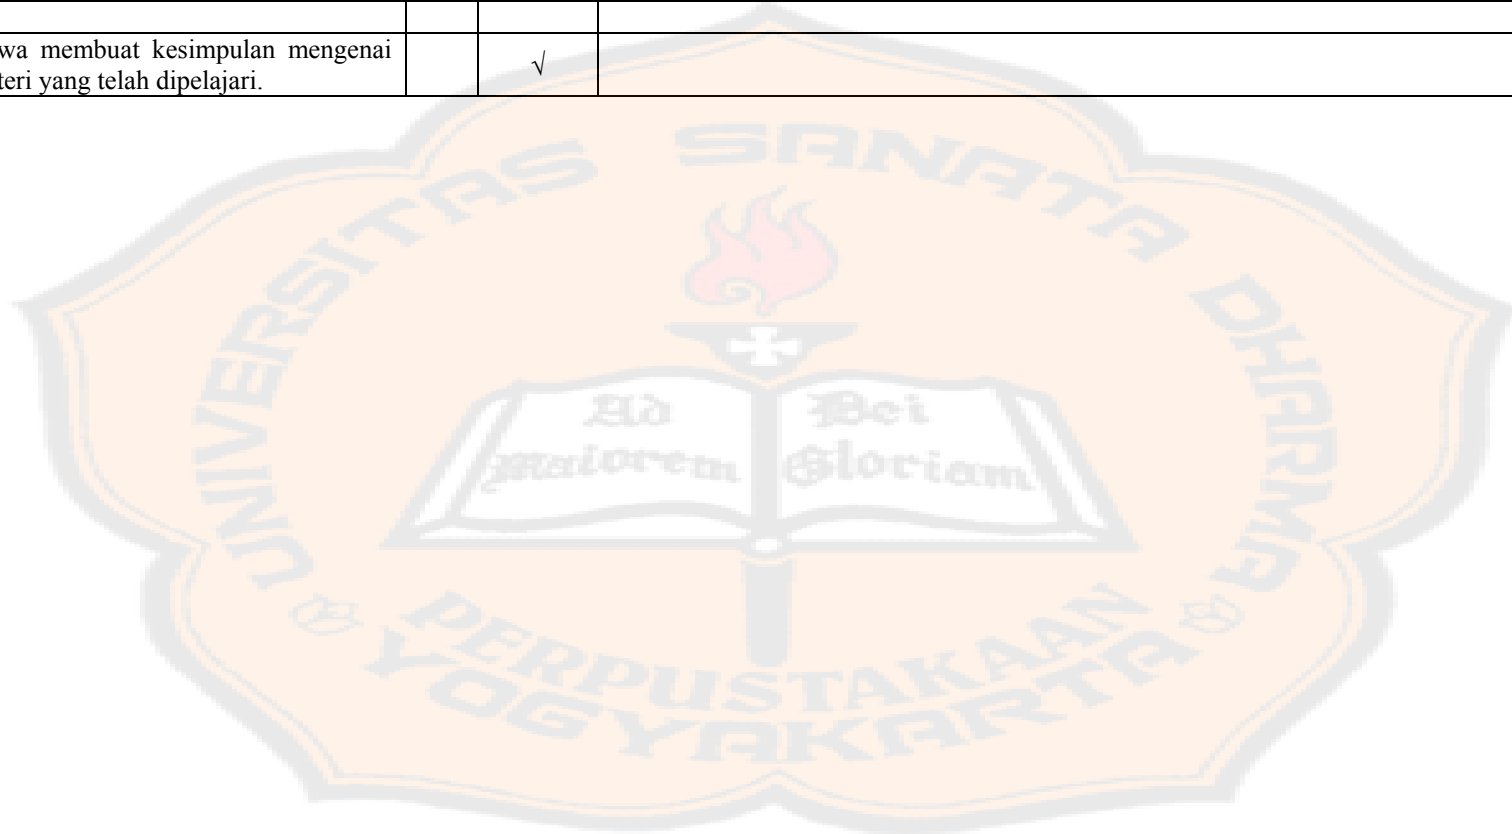 wa membuat kesimpulan mengenai
teri yang telah dipelajari.
√
UNIVERSITAS SANATA DHARMA
Ad
Maiorem
Dei
Gloriam
PERPUSTAKAAN
YOGYAKARTA